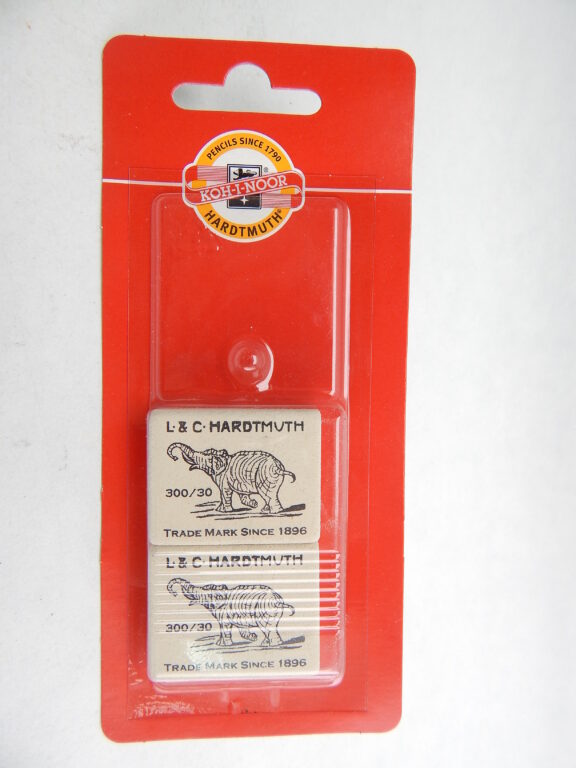 PENCILS SINCE 1790
KOH-I-NOOR®
HARDTMUTH®
L·& C· HARDTMUTH
300/30
TRADE MARK SINCE 1896
L·& C· HARDTMUTH
300/30
TRADE MARK SINCE 1896